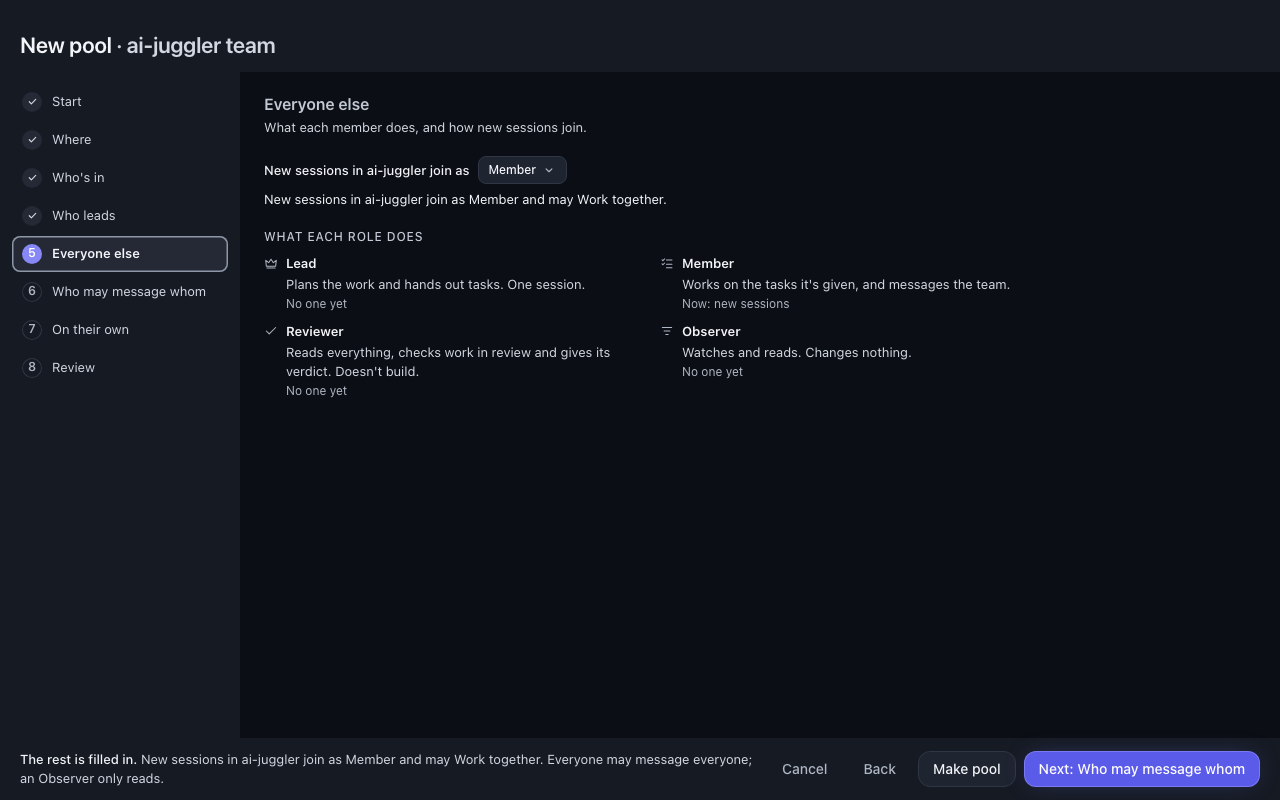 New pool · ai-juggler team
Start
Where
Who's in
Who leads
5 Everyone else
6 Who may message whom
7 On their own
8 Review
Everyone else
What each member does, and how new sessions join.
New sessions in ai-juggler join as Member
New sessions in ai-juggler join as Member and may Work together.
WHAT EACH ROLE DOES
Lead
Plans the work and hands out tasks. One session.
No one yet
Member
Works on the tasks it's given, and messages the team.
Now: new sessions
Reviewer
Reads everything, checks work in review and gives its
verdict. Doesn't build.
No one yet
Observer
Watches and reads. Changes nothing.
No one yet
The rest is filled in. New sessions in ai-juggler join as Member and may Work together. Everyone may message everyone;
an Observer only reads.
Cancel
Back
Make pool
Next: Who may message whom